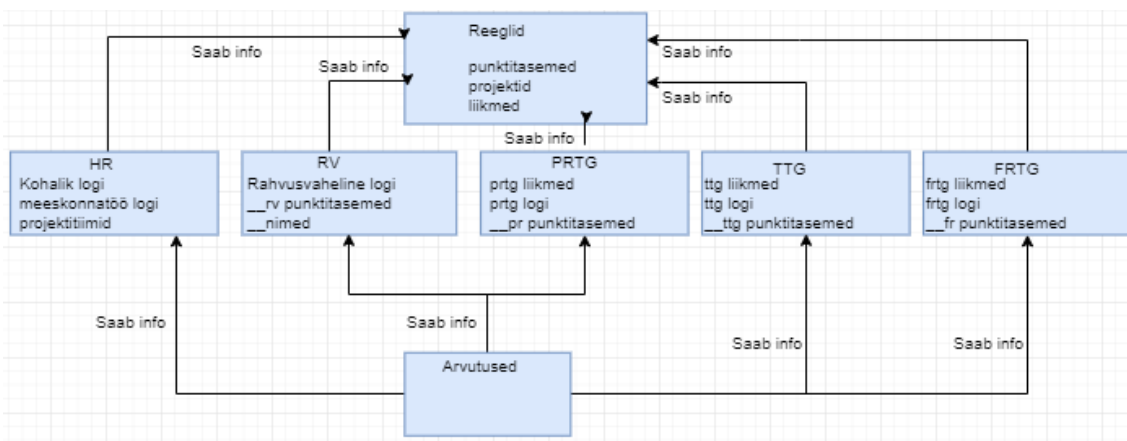 Reeglid
punktitasemed
projektid
liikmed
Saab info
Saab info
Saab info
Saab info
Saab info
HR
Kohalik logi
meeskonnatöö logi
projektitiimid
RV
Rahvusvaheline logi
__rv punktitasemed
__nimed
PRTG
prtg liikmed
prtg logi
__pr punktitasemed
TTG
ttg liikmed
ttg logi
__ttg punktitasemed
FRTG
frtg liikmed
frtg logi
__fr punktitasemed
Saab info
Saab info
Saab info
Saab info
Arvutused